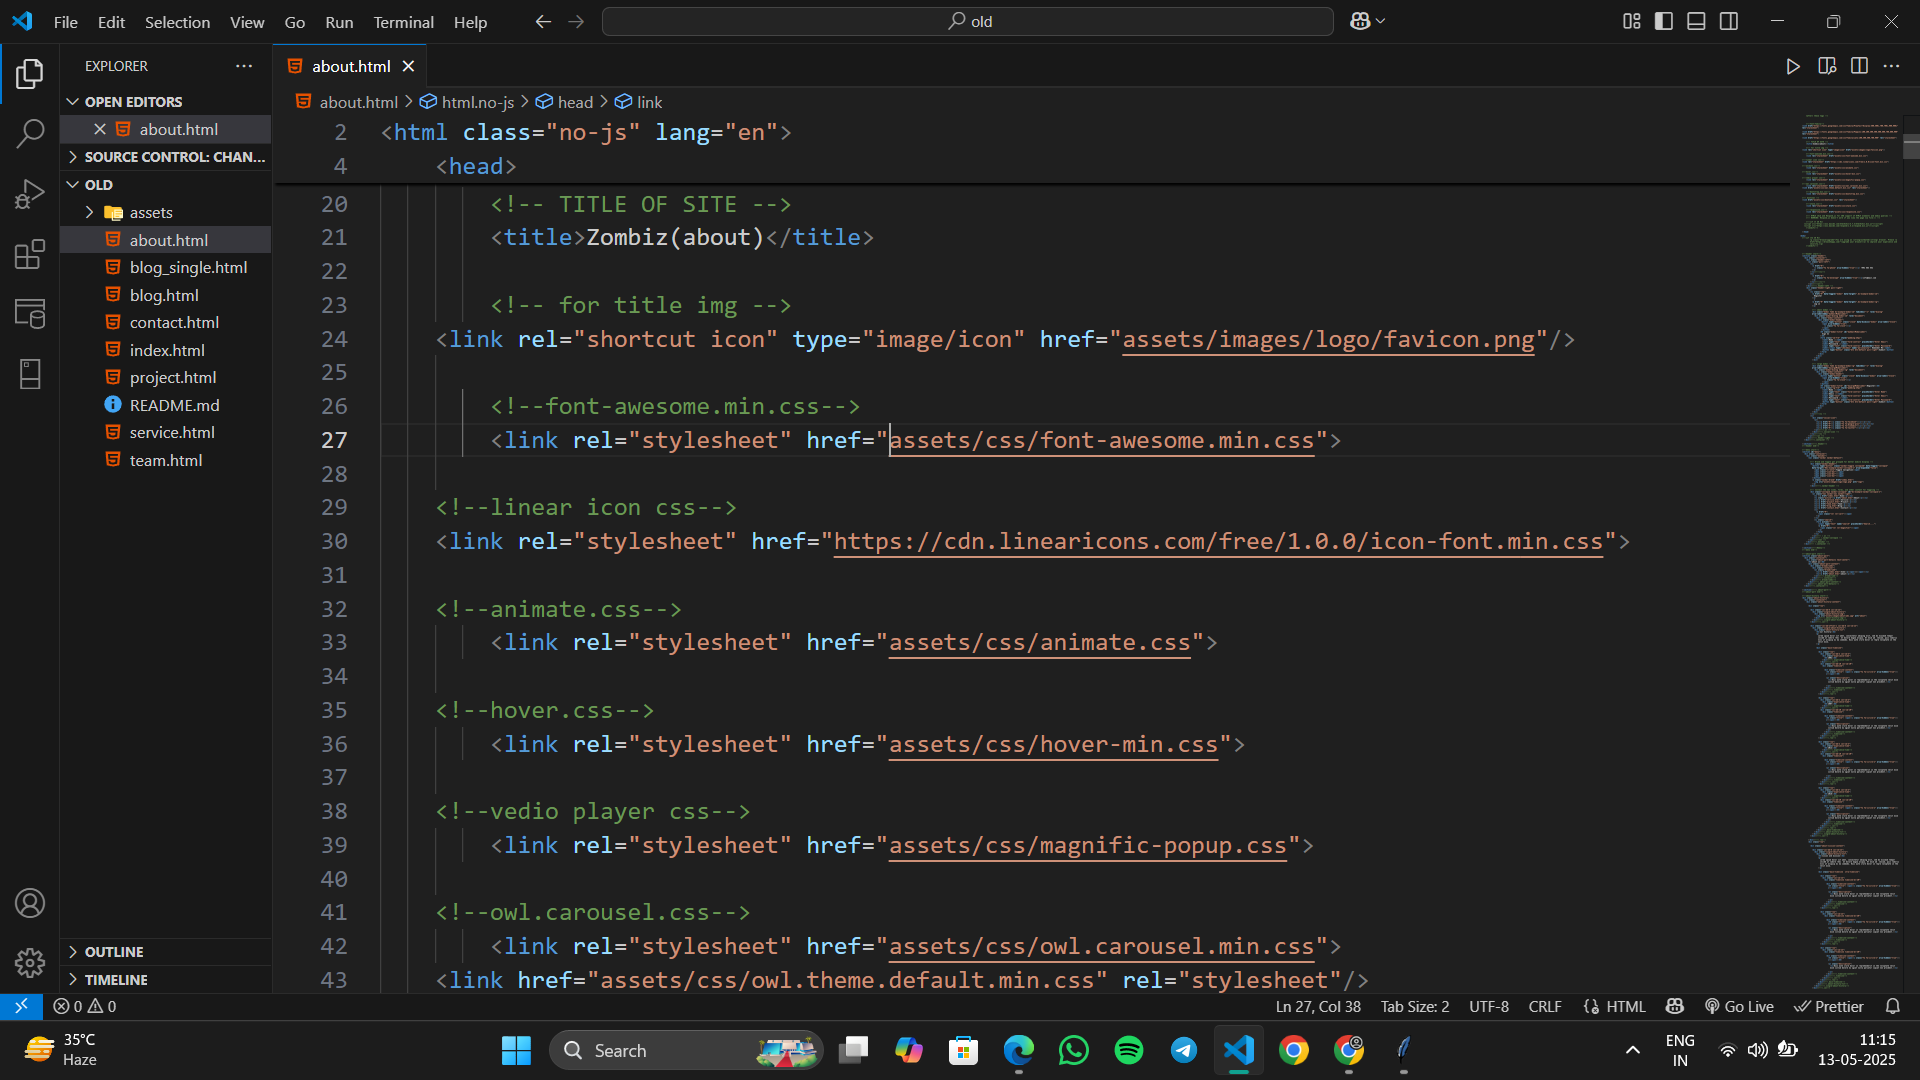 File Edit Selection View Go Run Terminal Help
old
EXPLORER
about.html
OPEN EDITORS
about.html
SOURCE CONTROL: CHAN...
OLD
assets
about.html
blog_single.html
blog.html
contact.html
index.html
project.html
README.md
service.html
team.html
OUTLINE
TIMELINE
about.html > html.no-js > head > link
2 <html class="no-js" lang="en">
4 <head>
20 <!-- TITLE OF SITE -->
21 <title>Zombiz(about)</title>
22
23 <!-- for title img -->
24 <link rel="shortcut icon" type="image/icon" href="assets/images/logo/favicon.png"/>
25
26 <!--font-awesome.min.css-->
27 <link rel="stylesheet" href="assets/css/font-awesome.min.css">
28
29 <!--linear icon css-->
30 <link rel="stylesheet" href="https://cdn.linearicons.com/free/1.0.0/icon-font.min.css">
31
32 <!--animate.css-->
33 <link rel="stylesheet" href="assets/css/animate.css">
34
35 <!--hover.css-->
36 <link rel="stylesheet" href="assets/css/hover-min.css">
37
38 <!--vedio player css-->
39 <link rel="stylesheet" href="assets/css/magnific-popup.css">
40
41 <!--owl.carousel.css-->
42 <link rel="stylesheet" href="assets/css/owl.carousel.min.css">
43 <link href="assets/css/owl.theme.default.min.css" rel="stylesheet"/>
0 0
Ln 27, Col 38 Tab Size: 2 UTF-8 CRLF {} HTML Go Live Prettier
35°C
Haze
Search
ENG
IN
11:15
13-05-2025